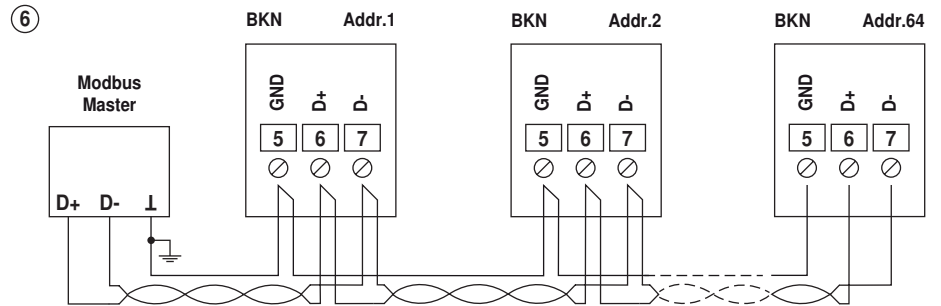 6
BKN Addr.1
BKN Addr.2
BKN Addr.64
Modbus
Master
D+ D- ⊥
GND D+ D-
5 6 7
GND D+ D-
5 6 7
GND D+ D-
5 6 7